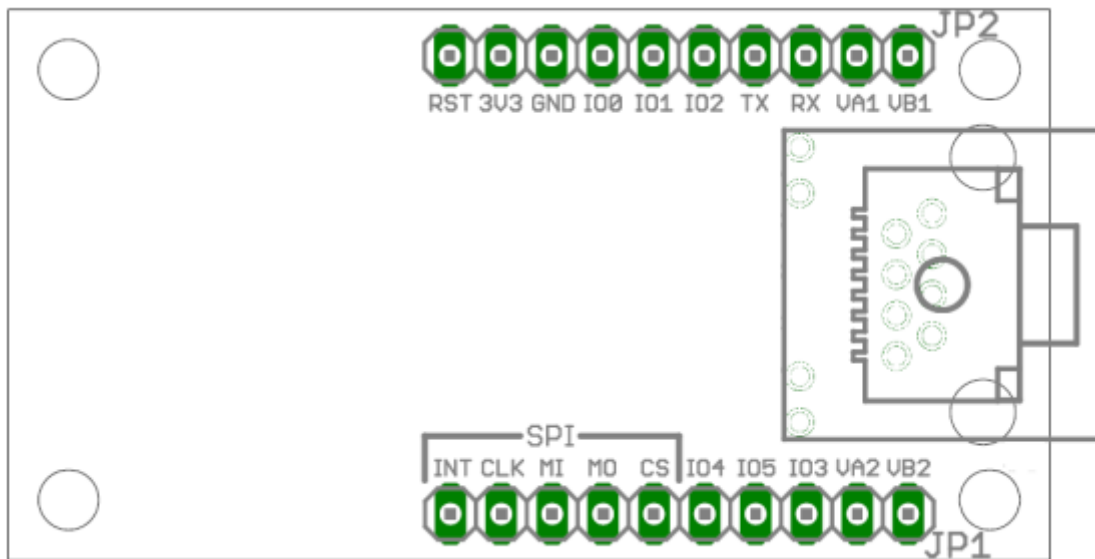 JP2
RST 3V3 GND IO0 IO1 IO2 TX RX VA1 VB1
SPI
INT CLK MI MO CS IO4 IO5 IO3 VA2 VB2
JP1